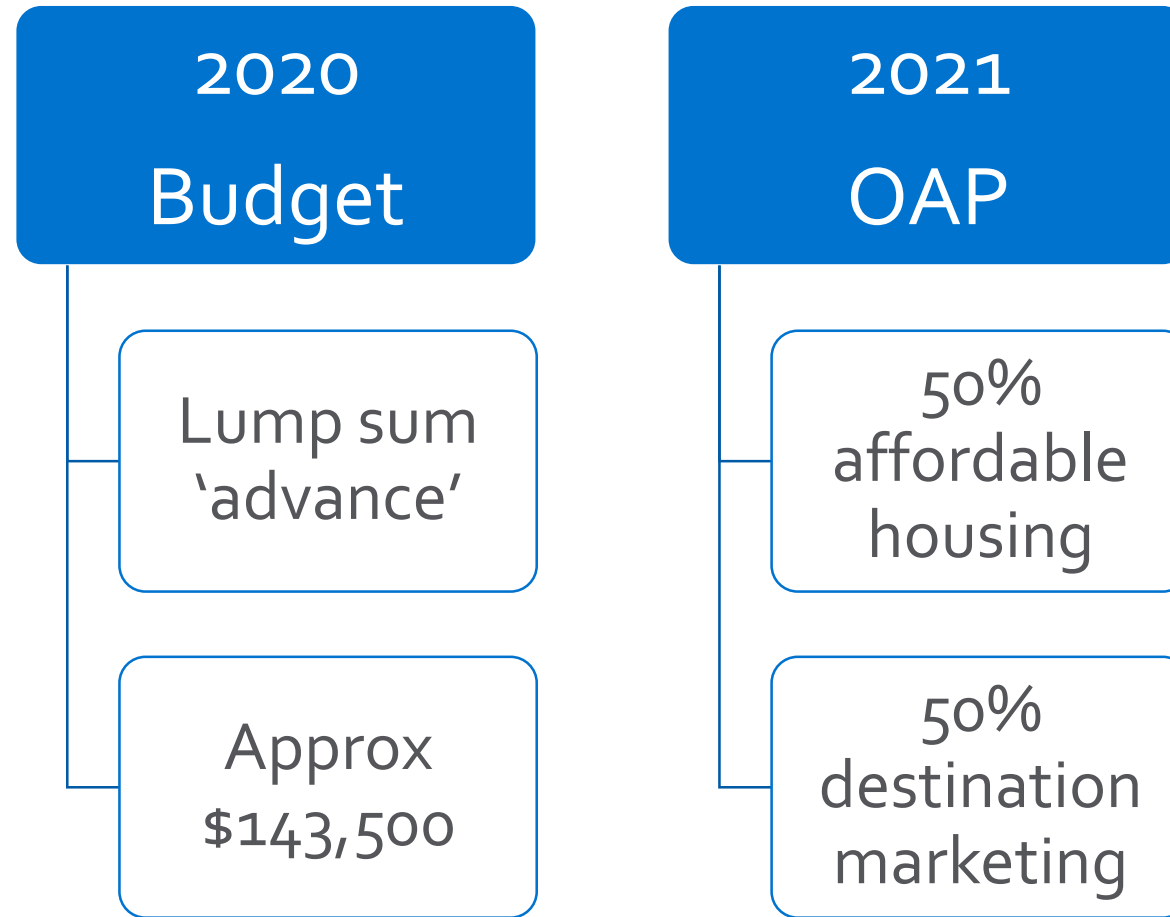 2020
Budget
Lump sum
‘advance’
Approx
$143,500
2021
OAP
50%
affordable
housing
50%
destination
marketing